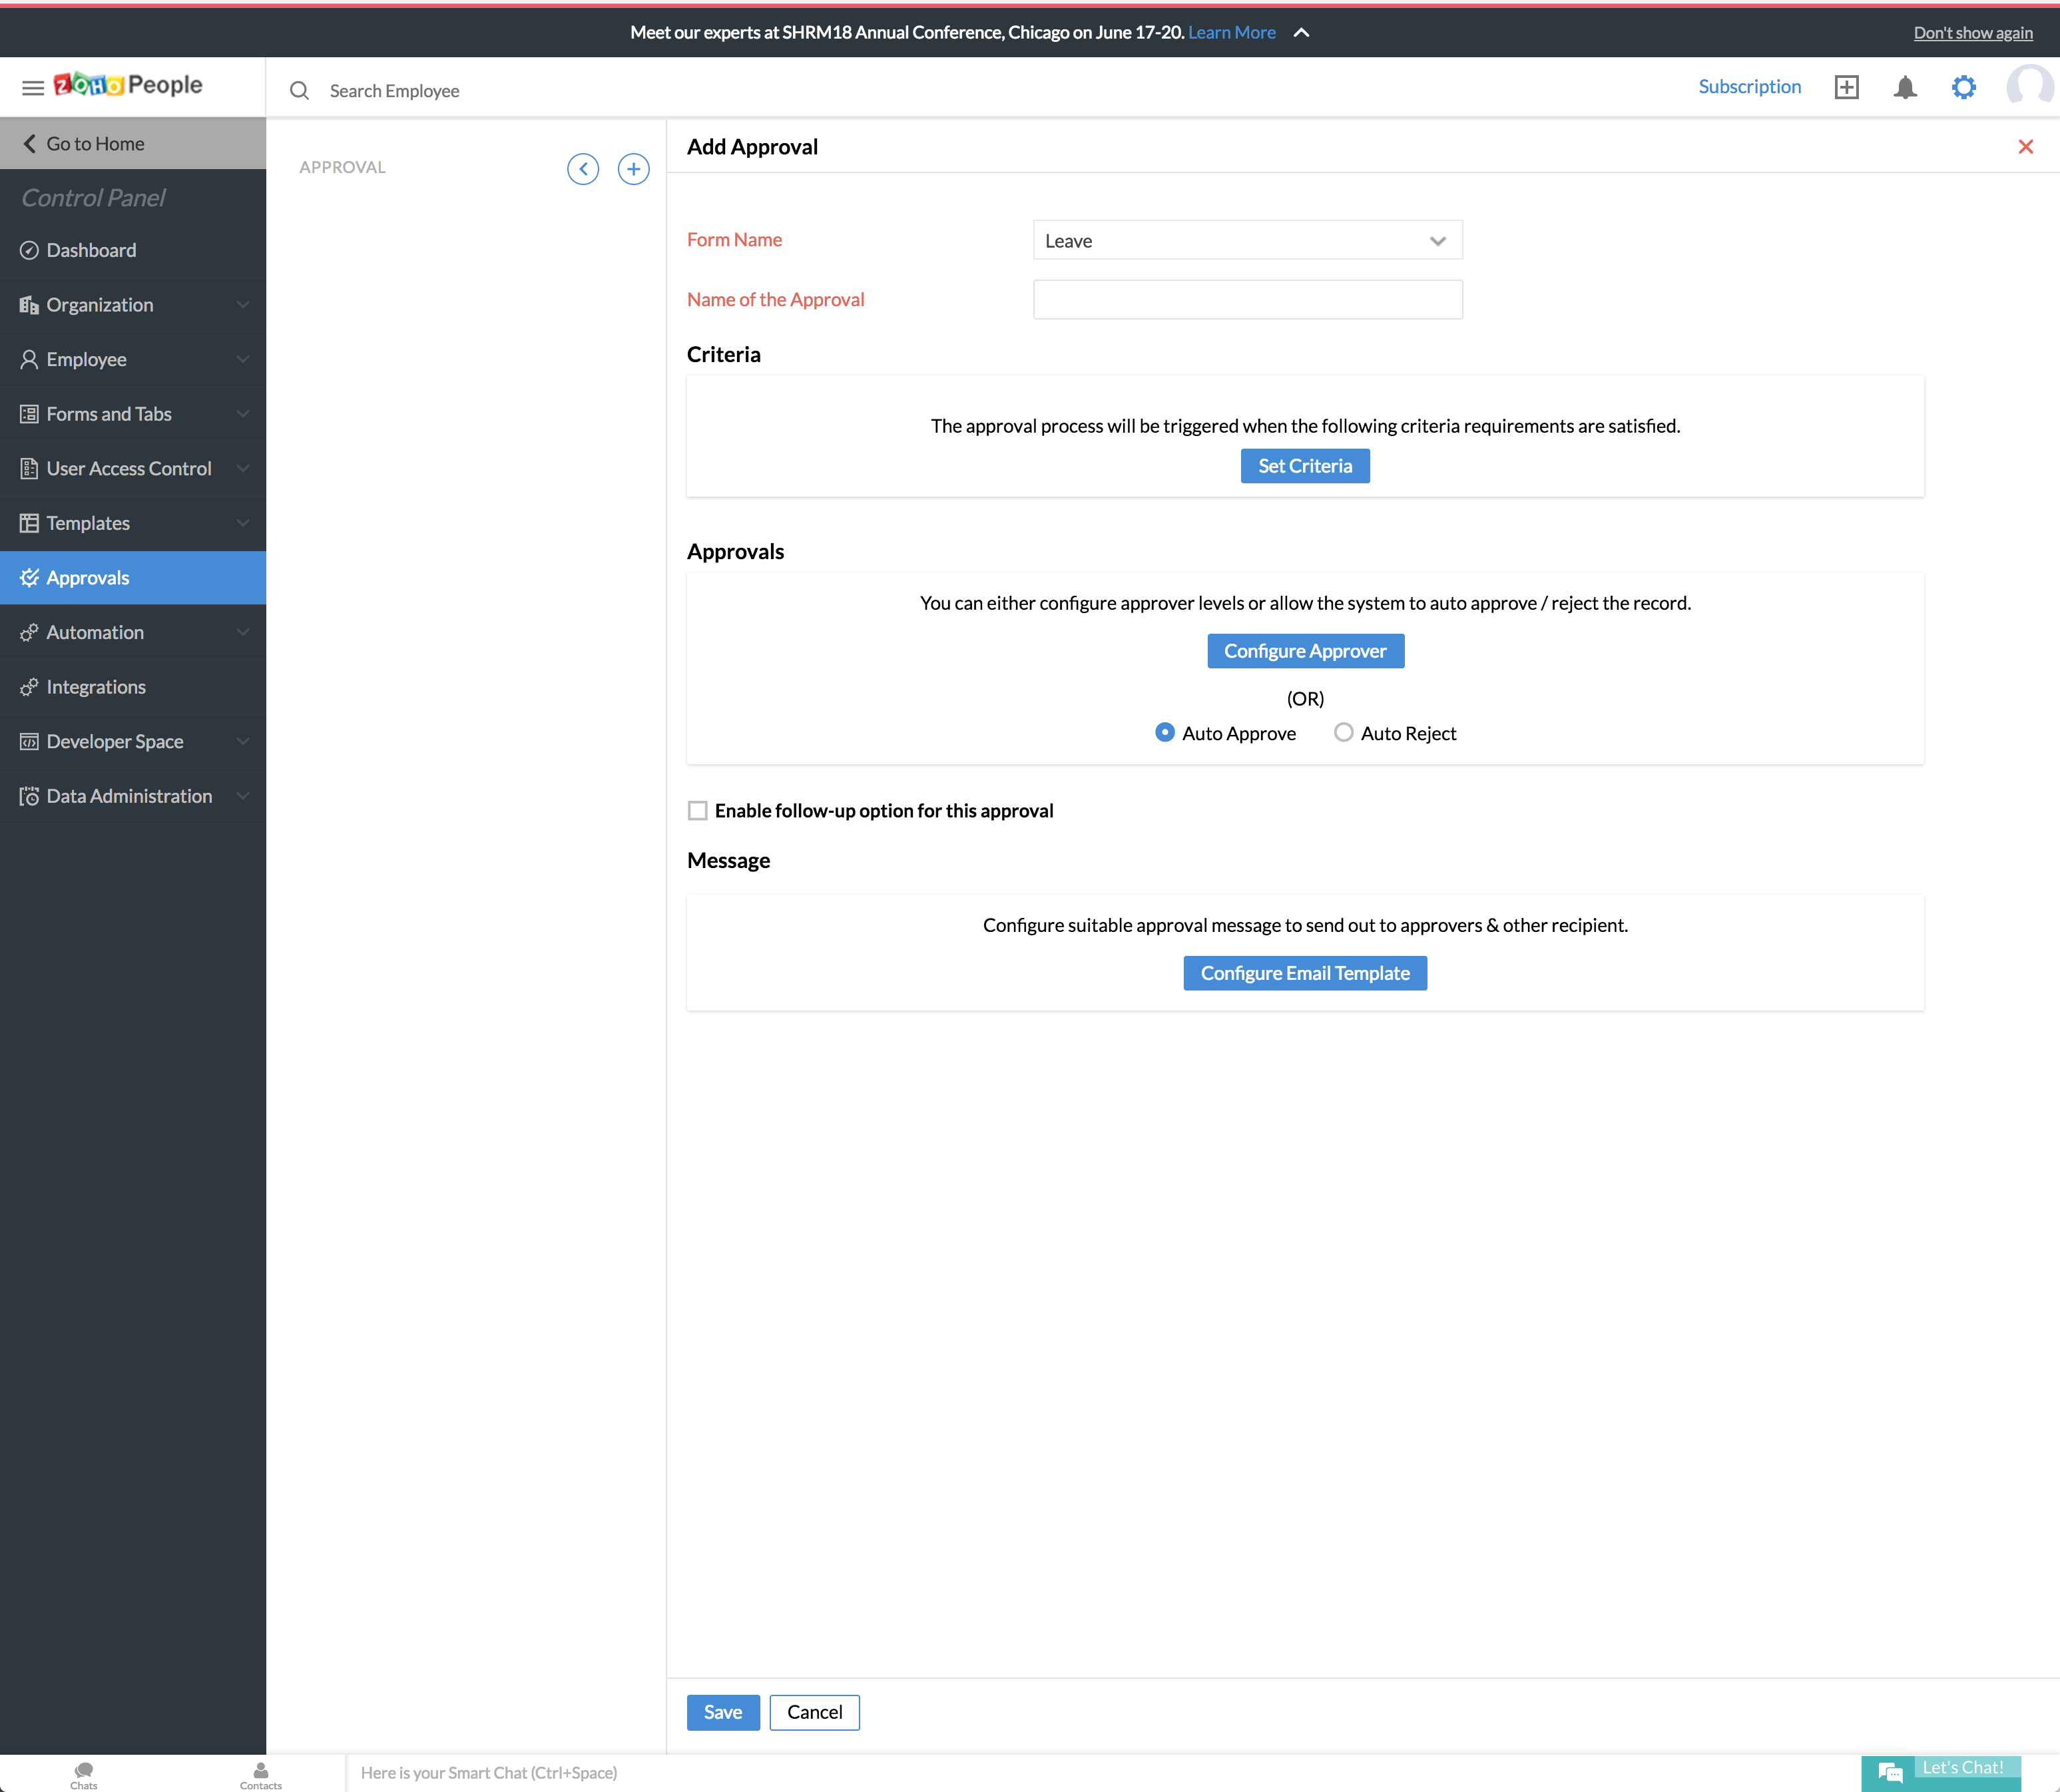 Meet our experts at SHRM18 Annual Conference, Chicago on June 17-20. Learn More
Don't show again
ZOHO People
Search Employee
Subscription
Go to Home
Control Panel
Dashboard
Organization
Employee
Forms and Tabs
User Access Control
Templates
Approvals
Automation
Integrations
Developer Space
Data Administration
APPROVAL
Add Approval
Form Name
Leave
Name of the Approval
Criteria
The approval process will be triggered when the following criteria requirements are satisfied.
Set Criteria
Approvals
You can either configure approver levels or allow the system to auto approve / reject the record.
Configure Approver
(OR)
Auto Approve
Auto Reject
Enable follow-up option for this approval
Message
Configure suitable approval message to send out to approvers & other recipient.
Configure Email Template
Save
Cancel
Chats
Contacts
Here is your Smart Chat (Ctrl+Space)
Let's Chat!